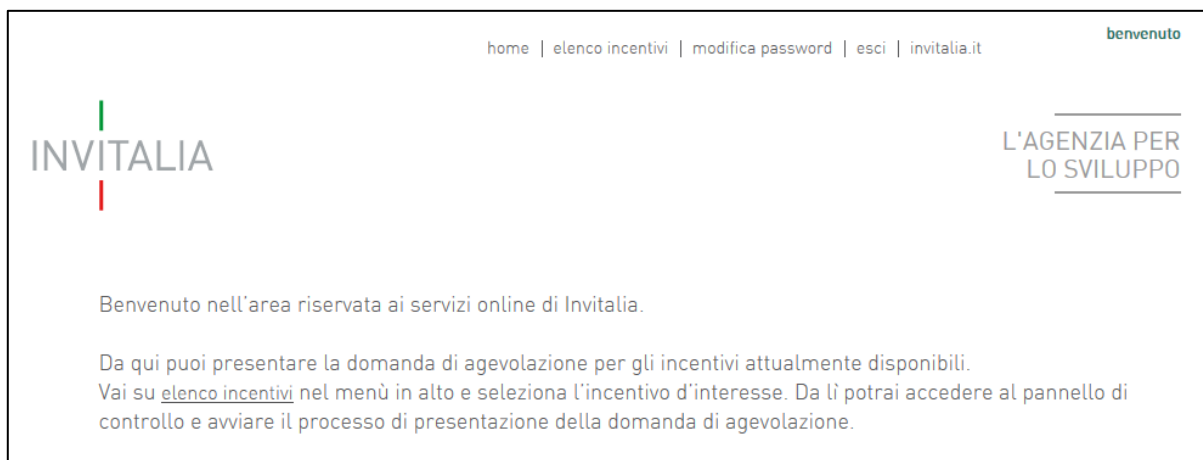 benvenuto
home | elenco incentivi | modifica password | esci | invitalia.it
INVITALIA
L'AGENZIA PER
LO SVILUPPO
Benvenuto nell'area riservata ai servizi online di Invitalia.
Da qui puoi presentare la domanda di agevolazione per gli incentivi attualmente disponibili.
Vai su elenco incentivi nel menù in alto e seleziona l'incentivo d'interesse. Da lì potrai accedere al pannello di
controllo e avviare il processo di presentazione della domanda di agevolazione.